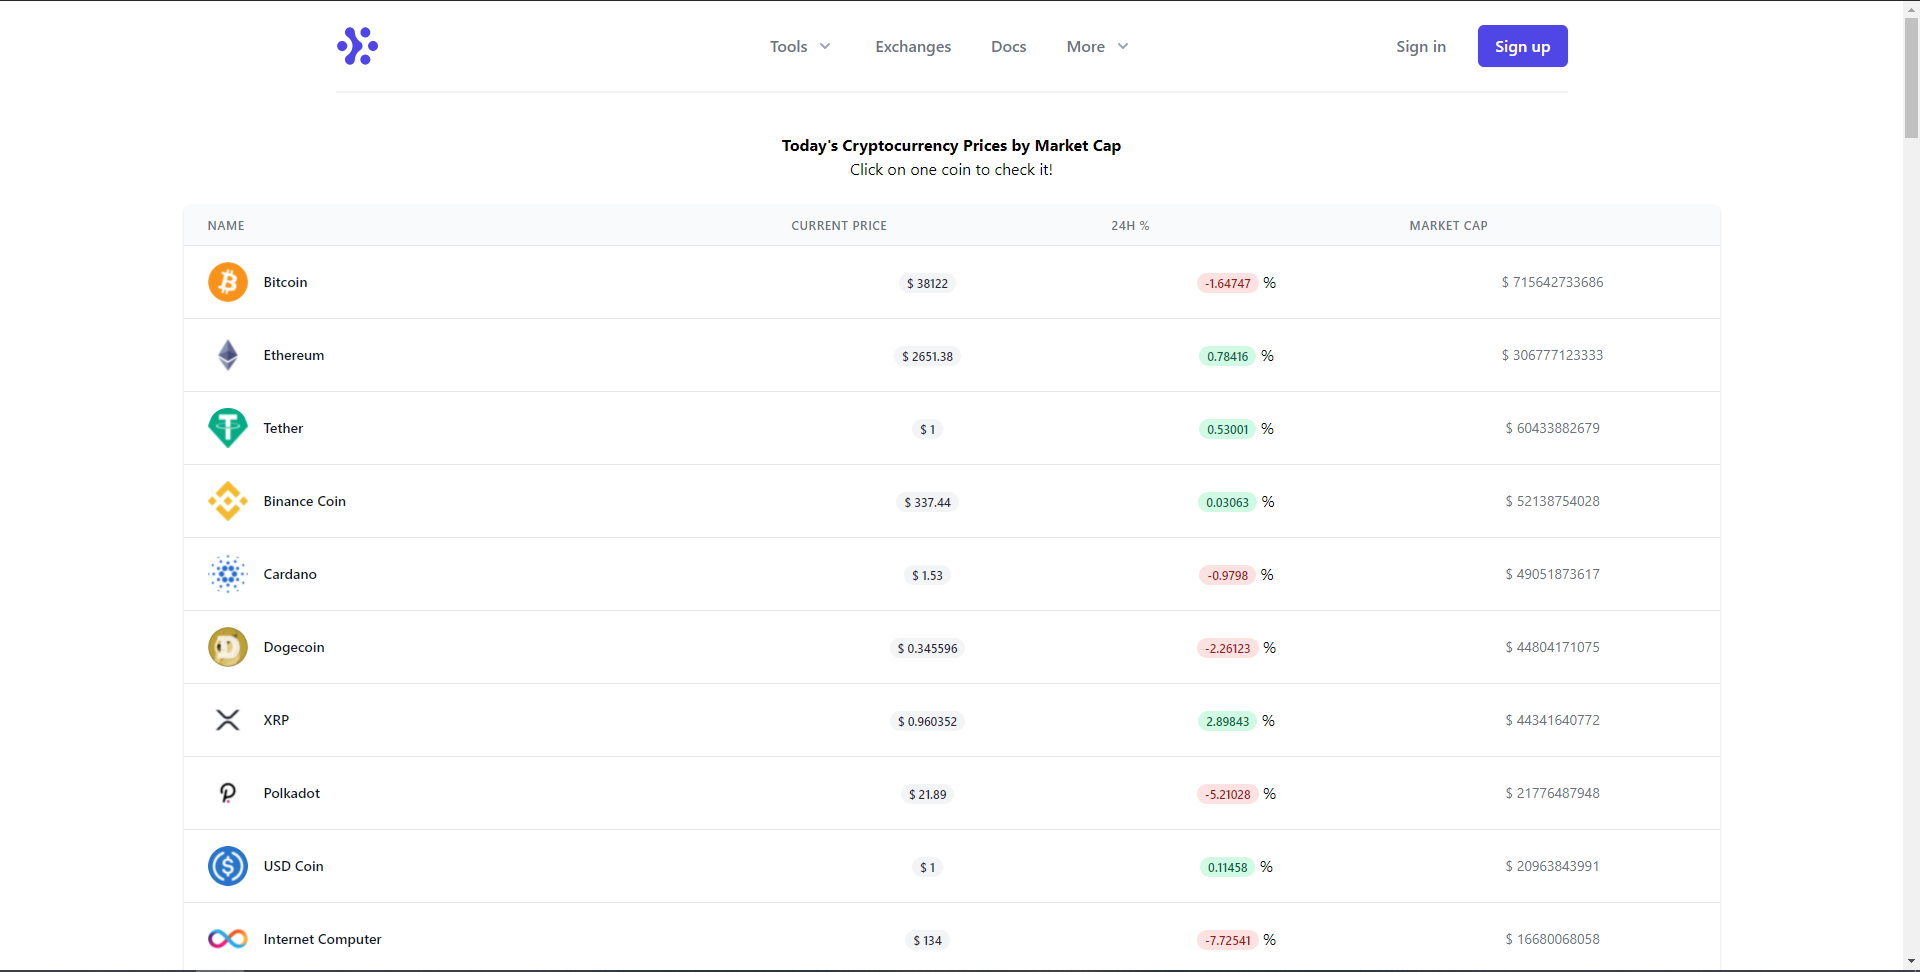 Tools Exchanges Docs More Sign in Sign up
Today's Cryptocurrency Prices by Market Cap
Click on one coin to check it!
NAME CURRENT PRICE 24H % MARKET CAP
Bitcoin $ 38122 -1.64747 % $ 715642733686
Ethereum $ 2651.38 0.78416 % $ 306777123333
Tether $ 1 0.53001 % $ 60433882679
Binance Coin $ 337.44 0.03063 % $ 52138754028
Cardano $ 1.53 -0.9798 % $ 49051873617
Dogecoin $ 0.345596 -2.26123 % $ 44804171075
XRP $ 0.960352 2.89843 % $ 44341640772
Polkadot $ 21.89 -5.21028 % $ 21776487948
USD Coin $ 1 0.11458 % $ 20963843991
Internet Computer $ 134 -7.72541 % $ 16680068058